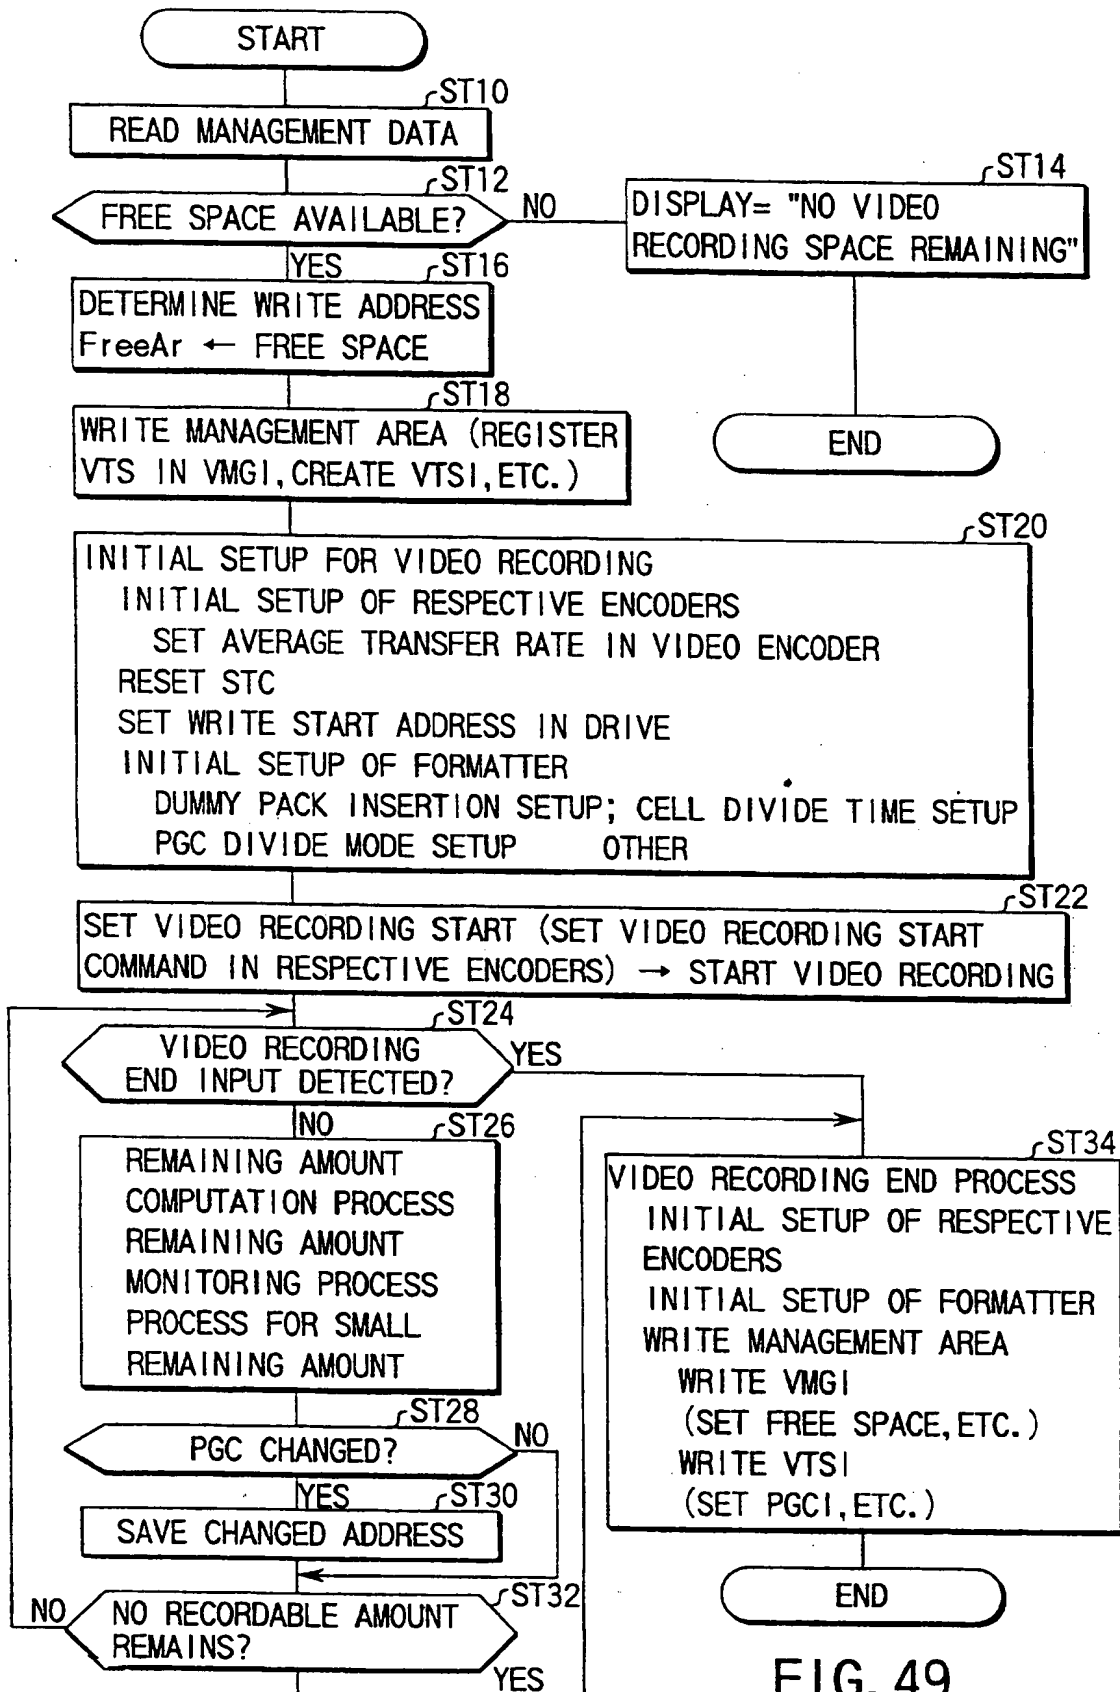 START
ST10
READ MANAGEMENT DATA
ST12
FREE SPACE AVAILABLE?
NO
ST14
DISPLAY= "NO VIDEO
RECORDING SPACE REMAINING"
END
YES
ST16
DETERMINE WRITE ADDRESS
FreeAr ← FREE SPACE
ST18
WRITE MANAGEMENT AREA (REGISTER
VTS IN VMGI, CREATE VTSI, ETC.)
ST20
INITIAL SETUP FOR VIDEO RECORDING
INITIAL SETUP OF RESPECTIVE ENCODERS
SET AVERAGE TRANSFER RATE IN VIDEO ENCODER
RESET STC
SET WRITE START ADDRESS IN DRIVE
INITIAL SETUP OF FORMATTER
DUMMY PACK INSERTION SETUP; CELL DIVIDE TIME SETUP
PGC DIVIDE MODE SETUP OTHER
ST22
SET VIDEO RECORDING START (SET VIDEO RECORDING START
COMMAND IN RESPECTIVE ENCODERS) → START VIDEO RECORDING
ST24
VIDEO RECORDING
END INPUT DETECTED?
YES
NO
ST26
REMAINING AMOUNT
COMPUTATION PROCESS
REMAINING AMOUNT
MONITORING PROCESS
PROCESS FOR SMALL
REMAINING AMOUNT
ST28
PGC CHANGED?
NO
YES
ST30
SAVE CHANGED ADDRESS
ST32
NO
NO RECORDABLE AMOUNT
REMAINS?
YES
ST34
VIDEO RECORDING END PROCESS
INITIAL SETUP OF RESPECTIVE
ENCODERS
INITIAL SETUP OF FORMATTER
WRITE MANAGEMENT AREA
WRITE VMGI
(SET FREE SPACE, ETC.)
WRITE VTSI
(SET PGCI, ETC.)
END
FIG. 49